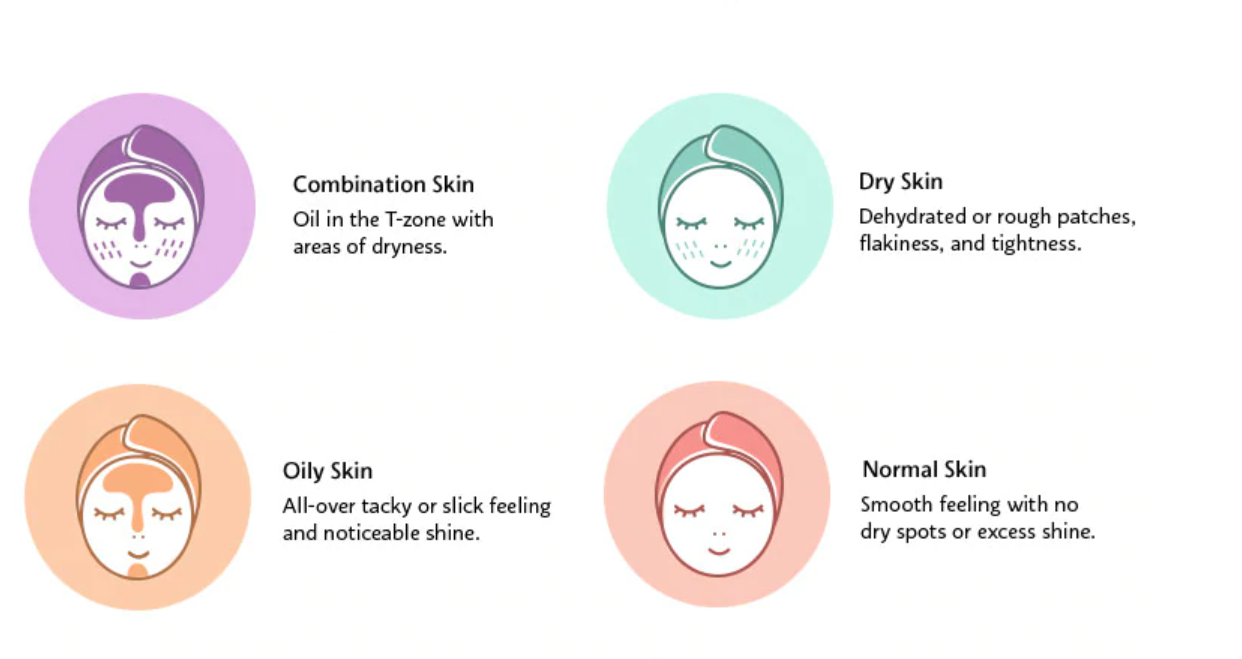 Combination Skin
Oil in the T-zone with
areas of dryness.
Dry Skin
Dehydrated or rough patches,
flakiness, and tightness.
Oily Skin
All-over tacky or slick feeling
and noticeable shine.
Normal Skin
Smooth feeling with no
dry spots or excess shine.